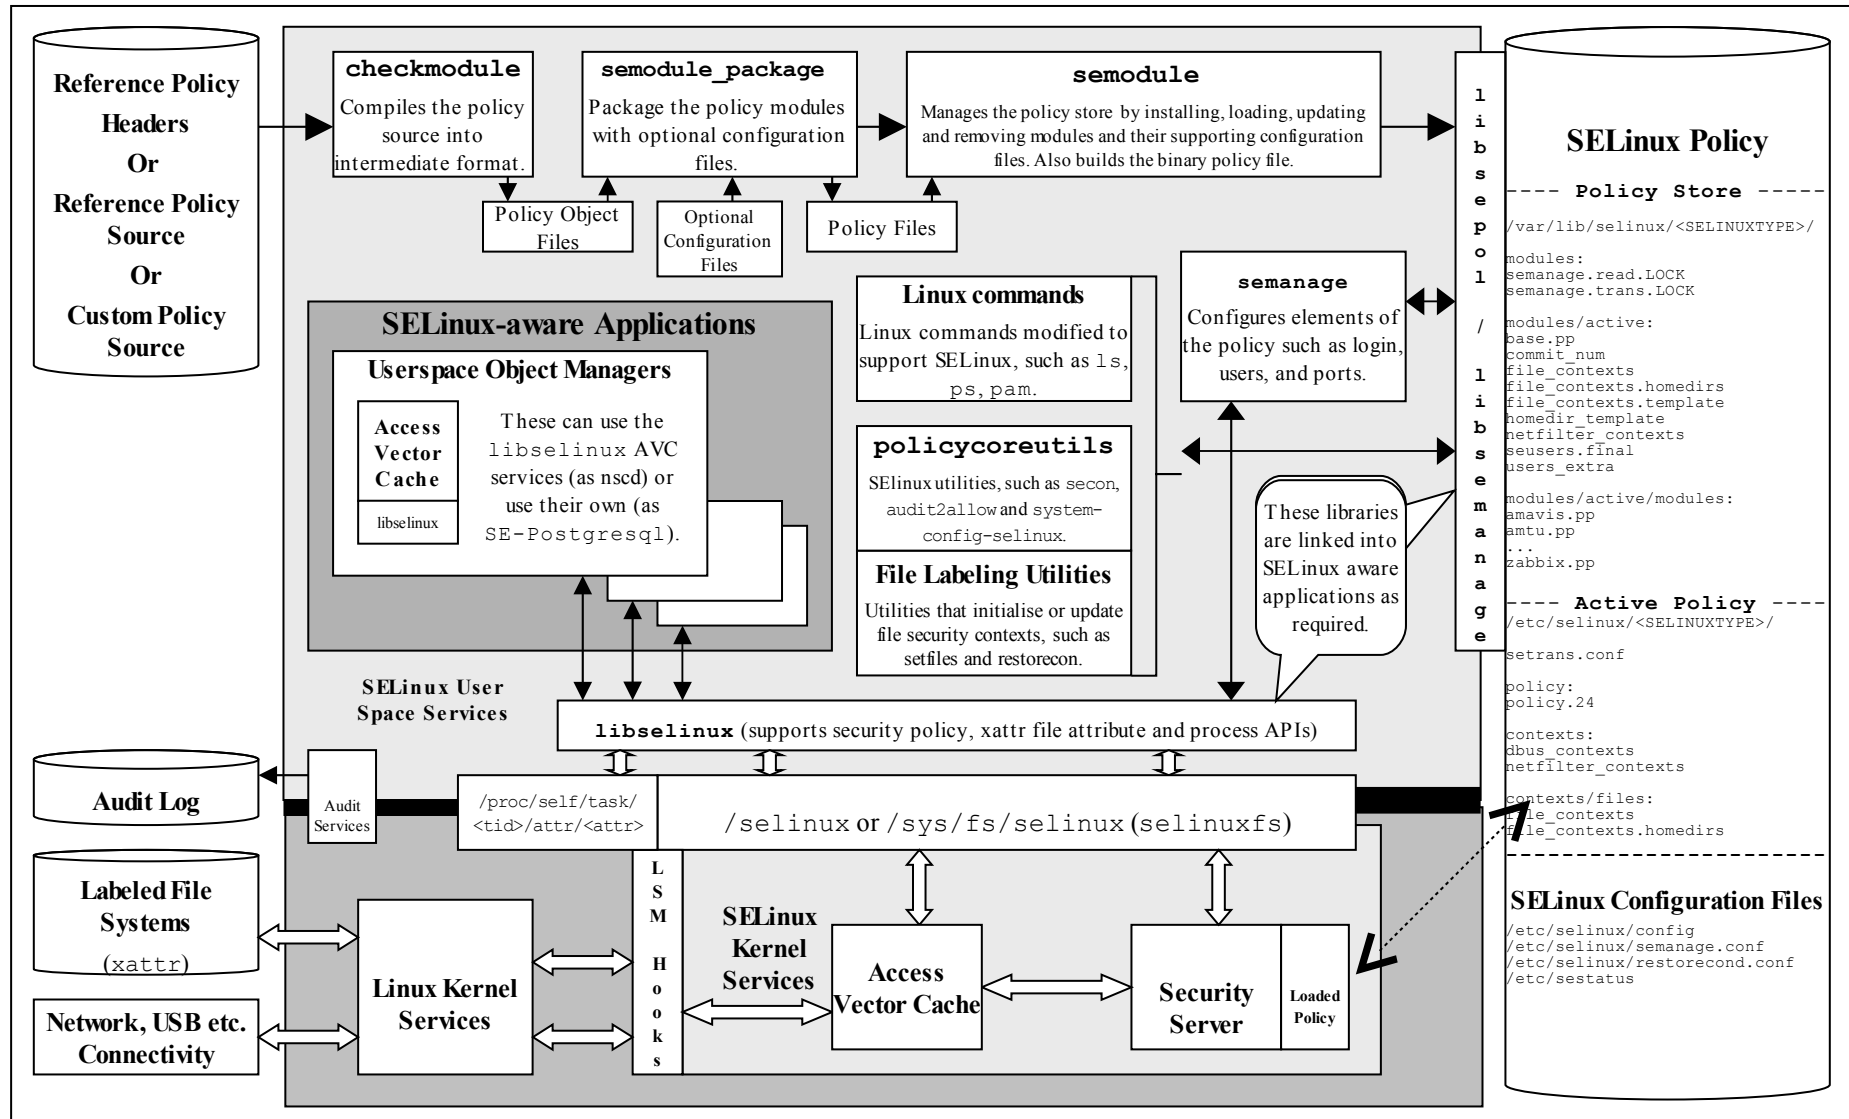 Reference Policy
Headers
Or
Reference Policy
Source
Or
Custom Policy
Source
checkmodule
Compiles the policy
source into
intermediate format.
semodule_package
Package the policy modules
with optional configuration
files.
semodule
Manages the policy store by installing, loading, updating
and removing modules and their supporting configuration
files. Also builds the binary policy file.
Policy Object
Files
Optional
Configuration
Files
Policy Files
libsepol / libsemanage
SELinux-aware Applications
Userspace Object Managers
Access
Vector
Cache
libselinux
These can use the
libselinux AVC
services (as nscd) or
use their own (as
SE-Postgresql).
Linux commands
Linux commands modified to
support SELinux, such as ls,
ps, pam.
policycoreutils
SElinux utilities, such as secon,
audit2allow and system-
config-selinux.
File Labeling Utilities
Utilities that initialise or update
file security contexts, such as
setfiles and restorecon.
semanage
Configures elements of
the policy such as login,
users, and ports.
These libraries
are linked into
SELinux aware
applications as
required.
SELinux User
Space Services
libselinux (supports security policy, xattr file attribute and process APIs)
Audit Log
Audit
Services
/proc/self/task/
<tid>/attr/<attr>
/selinux or /sys/fs/selinux (selinuxfs)
Labeled File
Systems
(xattr)
Network, USB etc.
Connectivity
Linux Kernel
Services
LSM Hooks
SELinux
Kernel
Services
Access
Vector Cache
Security
Server
Loaded
Policy
SELinux Policy
---- Policy Store -----
/var/lib/selinux/<SELINUXTYPE>/
modules:
semanage.read.LOCK
semanage.trans.LOCK
modules/active:
base.pp
commit_num
file_contexts
file_contexts.homedirs
file_contexts.template
homedir_template
netfilter_contexts
seusers.final
users_extra
modules/active/modules:
amavis.pp
amtu.pp
...
zabbix.pp
---- Active Policy ----
/etc/selinux/<SELINUXTYPE>/
setrans.conf
policy:
policy.24
contexts:
dbus_contexts
netfilter_contexts
contexts/files:
file_contexts
file_contexts.homedirs
SELinux Configuration Files
/etc/selinux/config
/etc/selinux/semanage.conf
/etc/selinux/restorecond.conf
/etc/sestatus